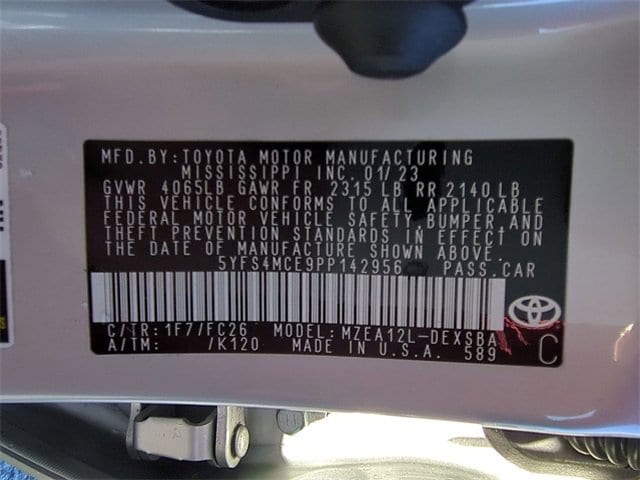 MFD. BY: TOYOTA MOTOR MANUFACTURING
MISSISSIPPI INC. 01/23
GVWR 4065LB GAWR FR 2315 LB RR 2140 LB
THIS VEHICLE CONFORMS TO ALL APPLICABLE
FEDERAL MOTOR VEHICLE SAFETY, BUMPER, AND
THEFT PREVENTION STANDARDS IN EFFECT ON
THE DATE OF MANUFACTURE SHOWN ABOVE.
5YFS4MCE9PP142956 PASS. CAR
C/TR: 1F7/FC26 MODEL: MZEA12L-DEXSBA
A/TM: /K120 MADE IN U.S.A. 589 C